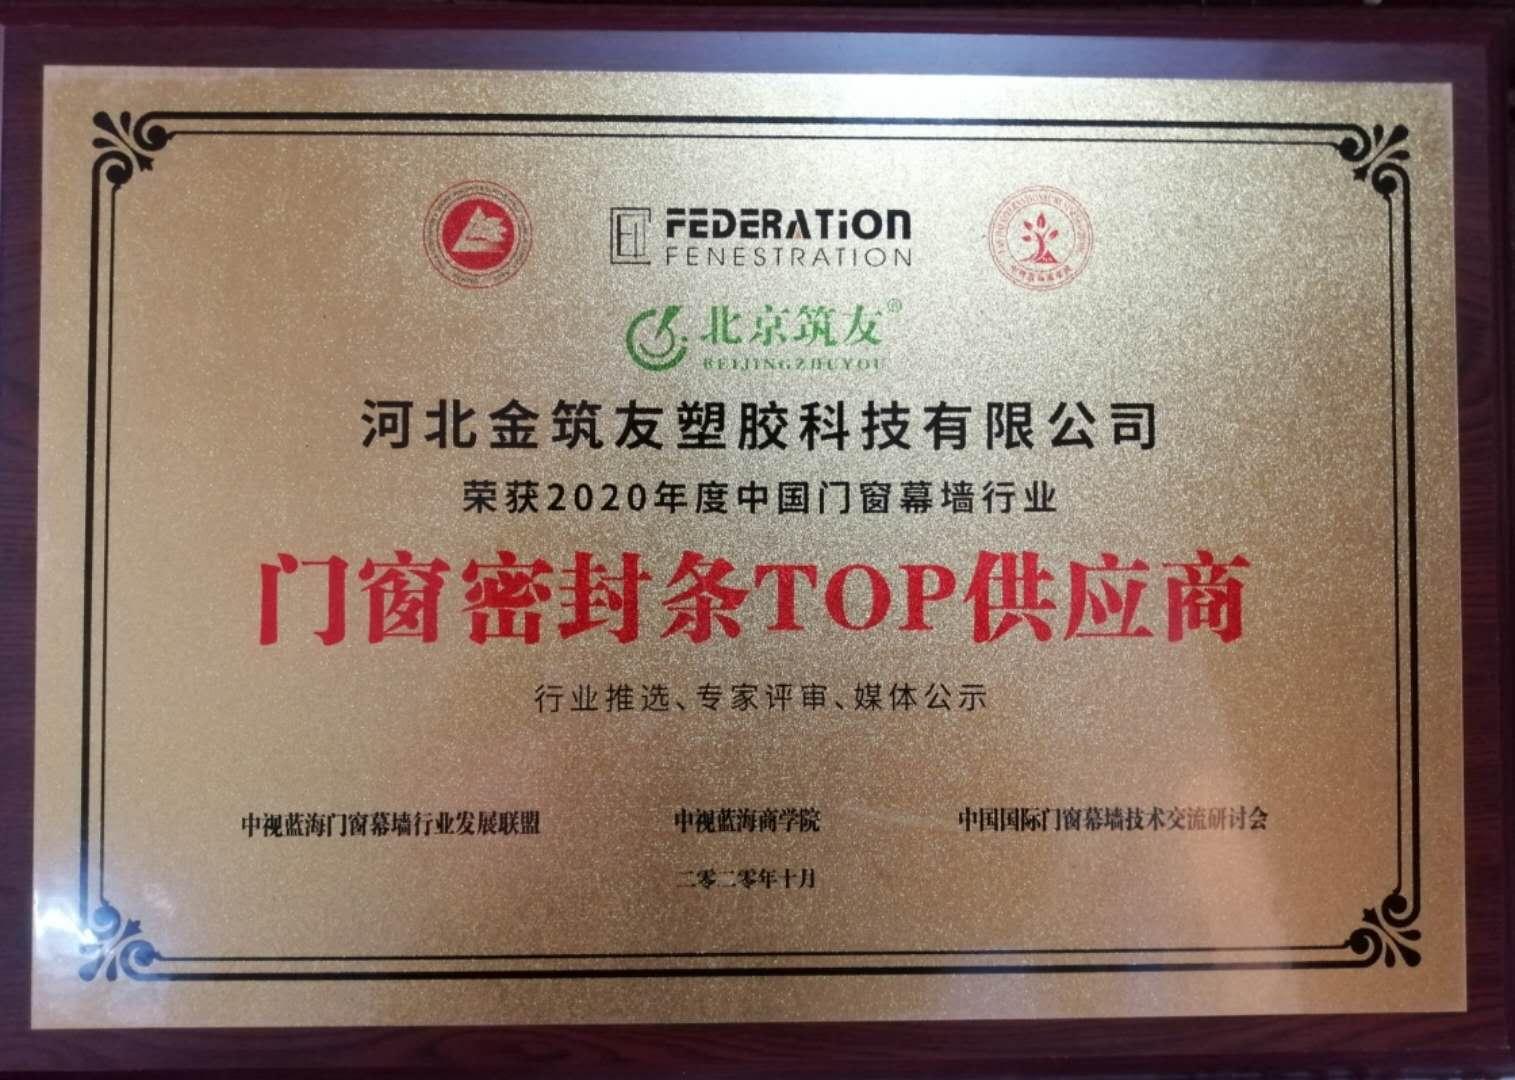 FEDERATiON
FENESTRATION
北京筑友®
BEIJINGZHUYOU
河北金筑友塑胶科技有限公司
荣获2020年度中国门窗幕墙行业
门窗密封条TOP供应商
行业推选、专家评审、媒体公示
中视蓝海门窗幕墙行业发展联盟
中视蓝海商学院
中国国际门窗幕墙技术交流研讨会
二零二零年十月